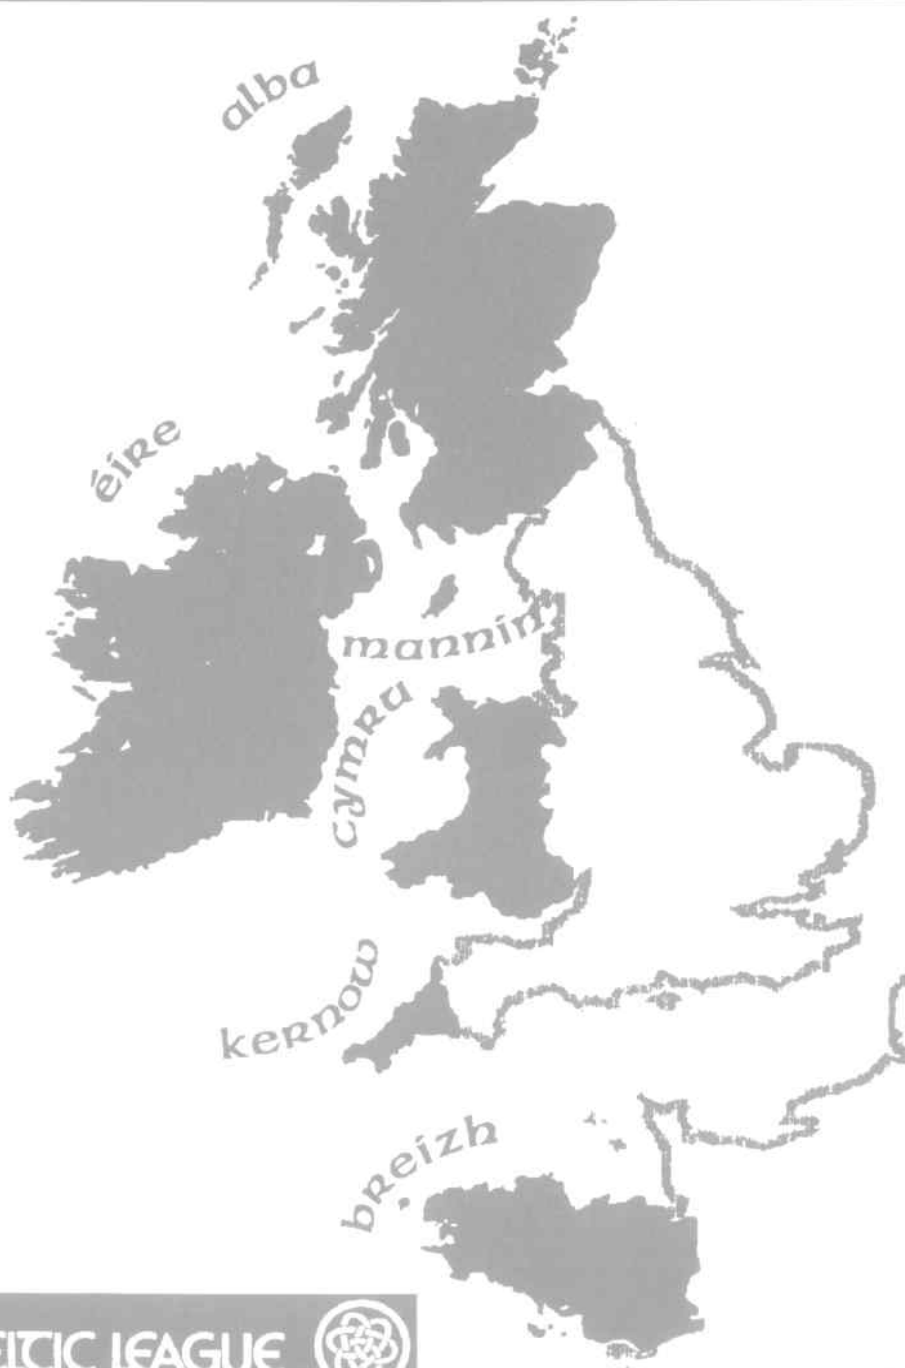 alba
éire
mannin
cymru
kernow
breizh
CELTIC LEAGUE